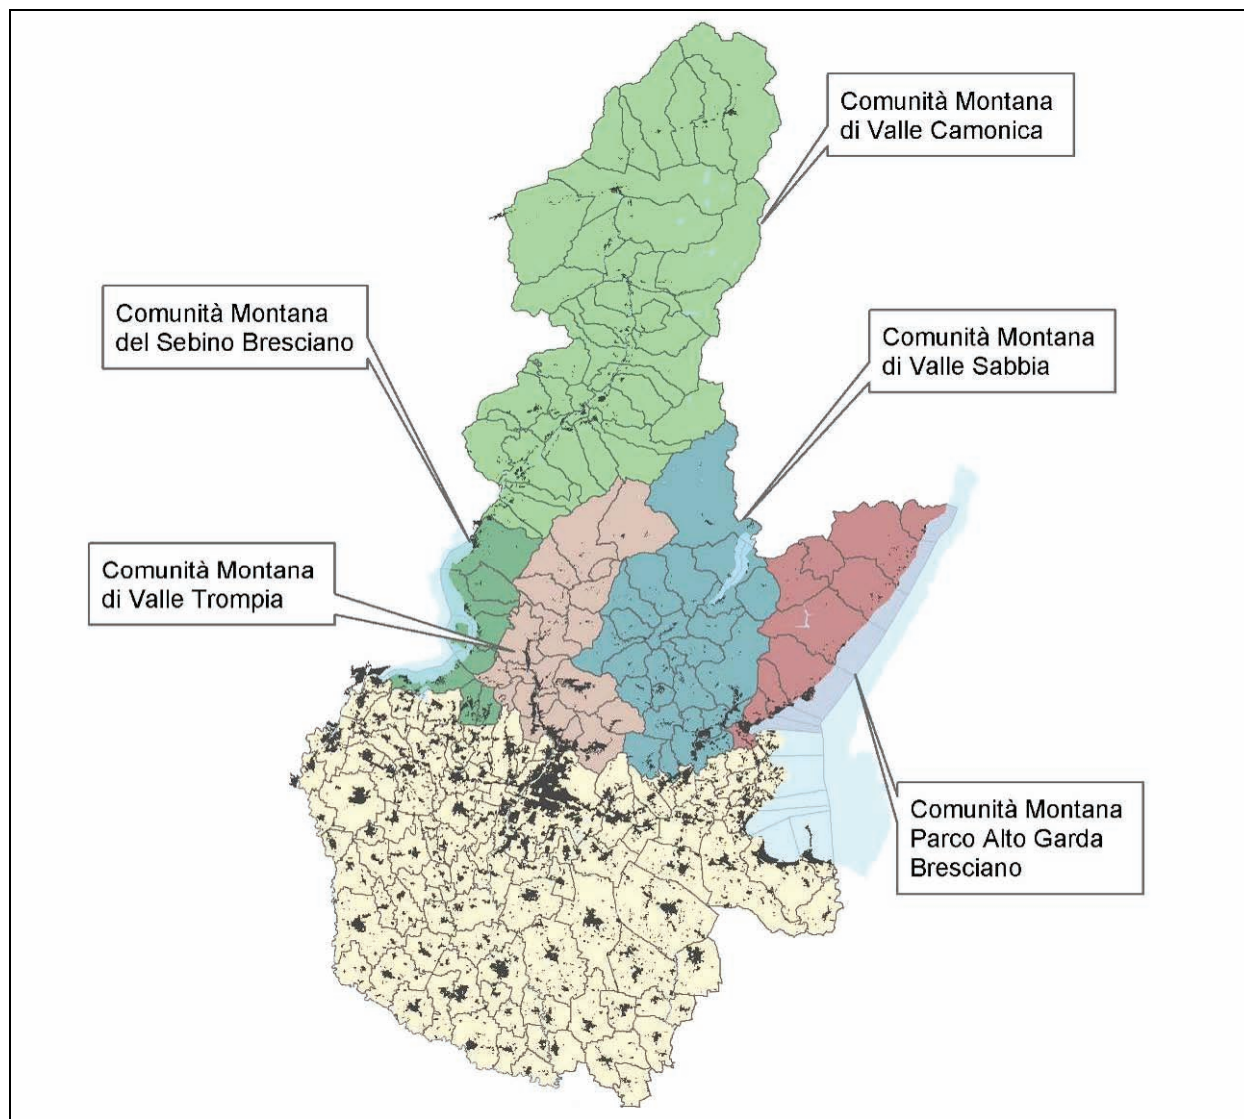 Comunità Montana
di Valle Camonica
Comunità Montana
del Sebino Bresciano
Comunità Montana
di Valle Sabbia
Comunità Montana
di Valle Trompia
Comunità Montana
Parco Alto Garda
Bresciano